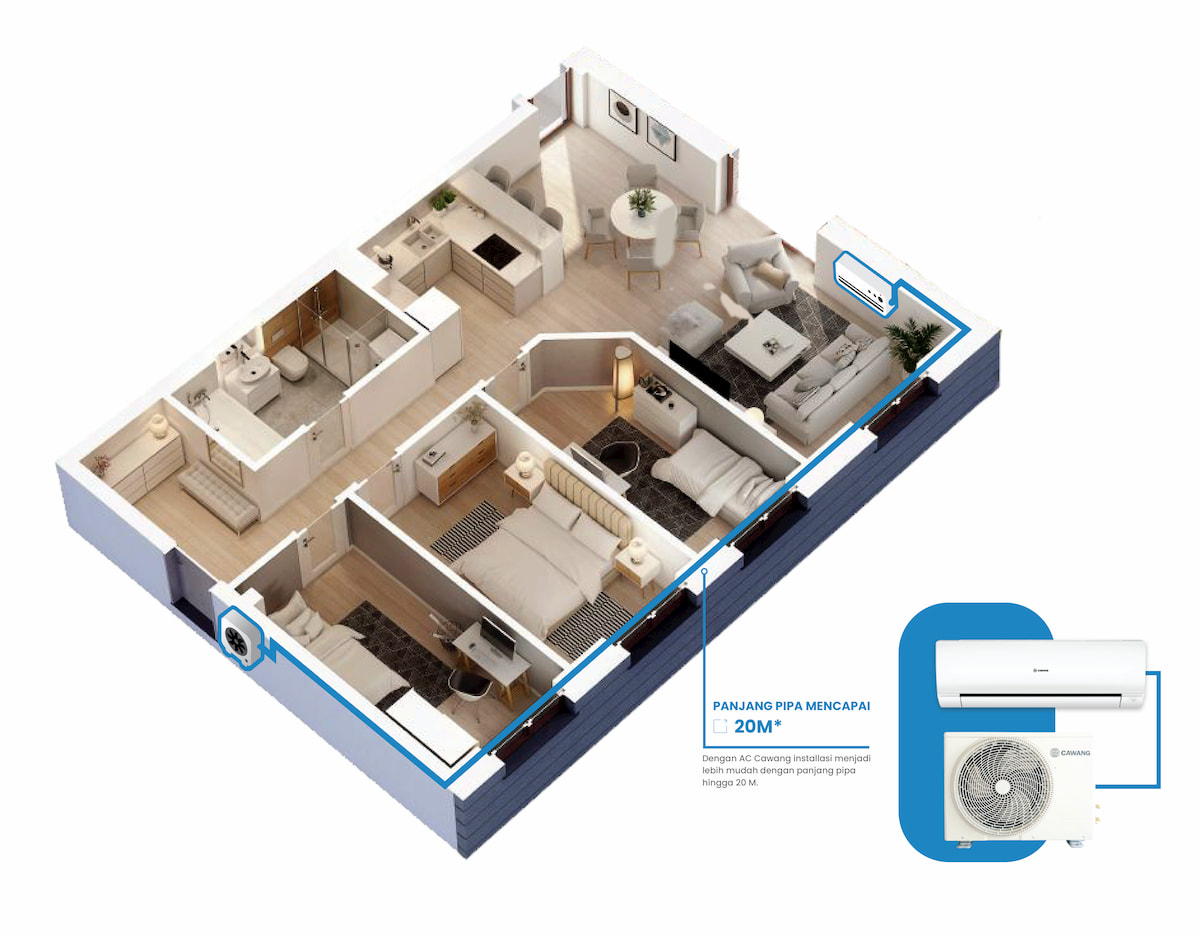 PANJANG PIPA MENCAPAI
20M*
Dengan AC Cawang installasi menjadi
lebih mudah dengan panjang pipa
hingga 20 M.
CAWANG